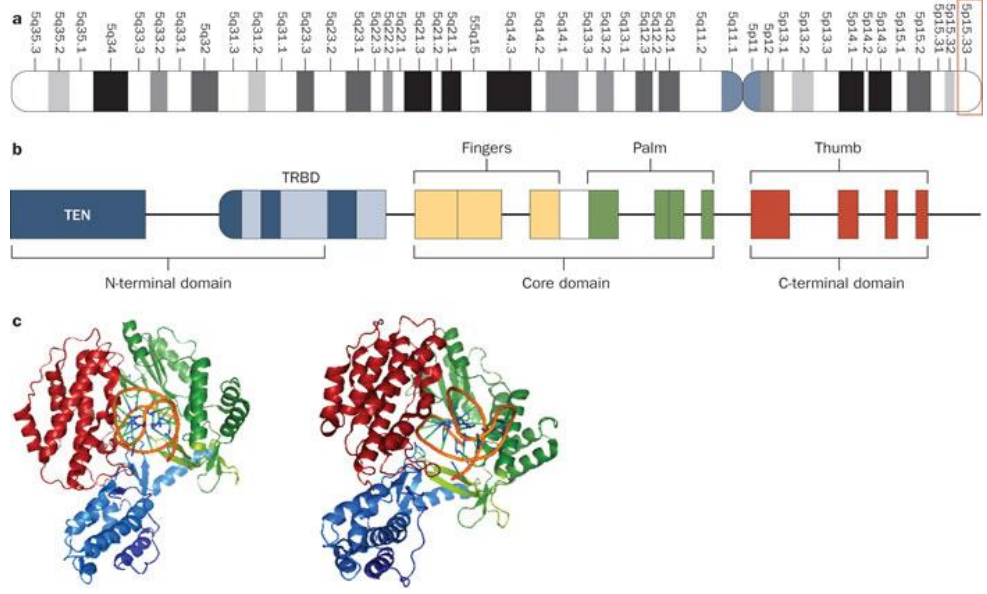 a
5q35.3
5q35.2
5q35.1
5q34
5q33.3
5q33.2
5q33.1
5q32
5q31.3
5q31.2
5q31.1
5q23.3
5q23.2
5q23.1
5q22.3
5q22.2
5q22.1
5q21.3
5q21.2
5q21.1
55q15
5q14.3
5q14.2
5q14.1
5q13.3
5q13.2
5q13.1
5q12.3
5q12.2
5q12.1
5q11.2
5q11.1
5p11
5p12
5p13.1
5p13.2
5p13.3
5p14.1
5p14.2
5p14.3
5p15.1
5p15.2
5p15.31
5p15.32
5p15.33
b
Fingers
Palm
Thumb
TRBD
TEN
N-terminal domain
Core domain
C-terminal domain
c